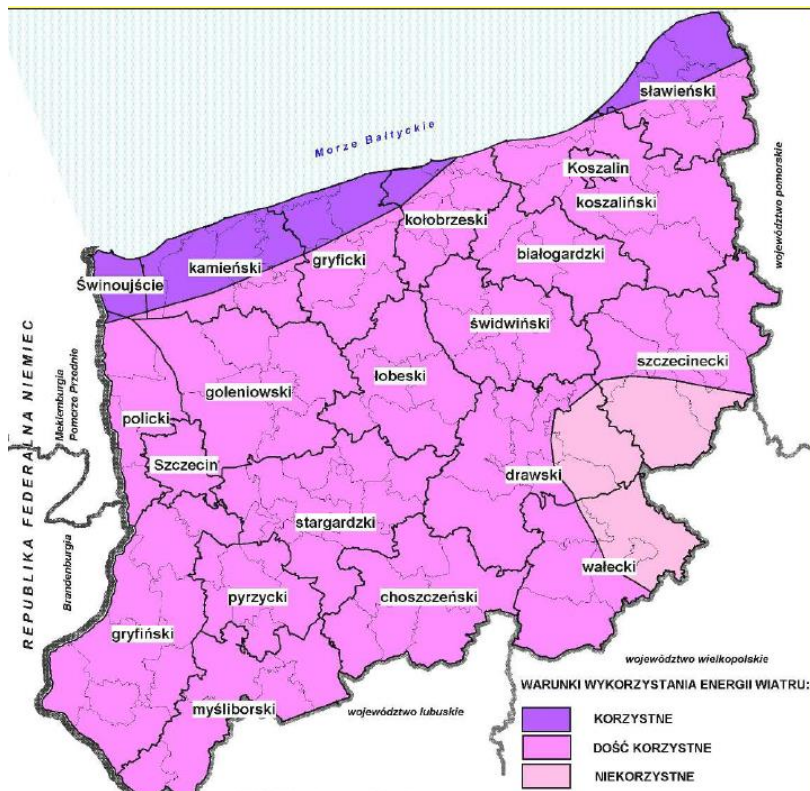 sławieński
Morze Bałtyckie
Koszalin
koszaliński
województwo pomorskie
kołobrzeski
białogardzki
gryficki
kamieński
Świnoujście
świdwiński
szczecinecki
łobeski
goleniowski
policki
REPUBLIKA FEDERALNA NIEMIEC
Meklemburgia
Pomorze Przednie
Szczecin
drawski
stargardzki
wałecki
Brandenburgia
pyrzycki
choszczeński
gryfiński
myśliborski
województwo lubuskie
województwo wielkopolskie
WARUNKI WYKORZYSTANIA ENERGII WIATRU:
KORZYSTNE
DOŚĆ KORZYSTNE
NIEKORZYSTNE